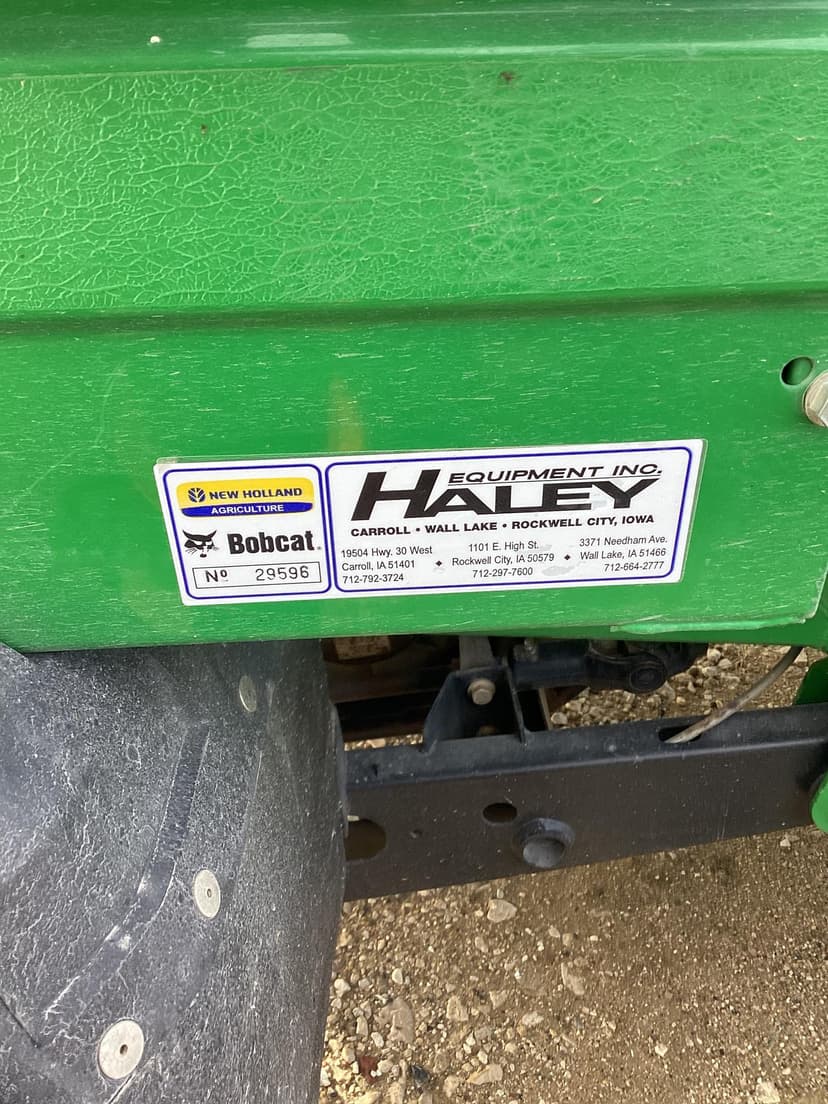 NEW HOLLAND
AGRICULTURE
Bobcat.
Nº 29596
EQUIPMENT INC.
HALEY
CARROLL • WALL LAKE • ROCKWELL CITY, IOWA
19504 Hwy. 30 West
Carroll, IA 51401
712-792-3724
1101 E. High St.
Rockwell City, IA 50579
712-297-7600
3371 Needham Ave.
Wall Lake, IA 51466
712-664-2777